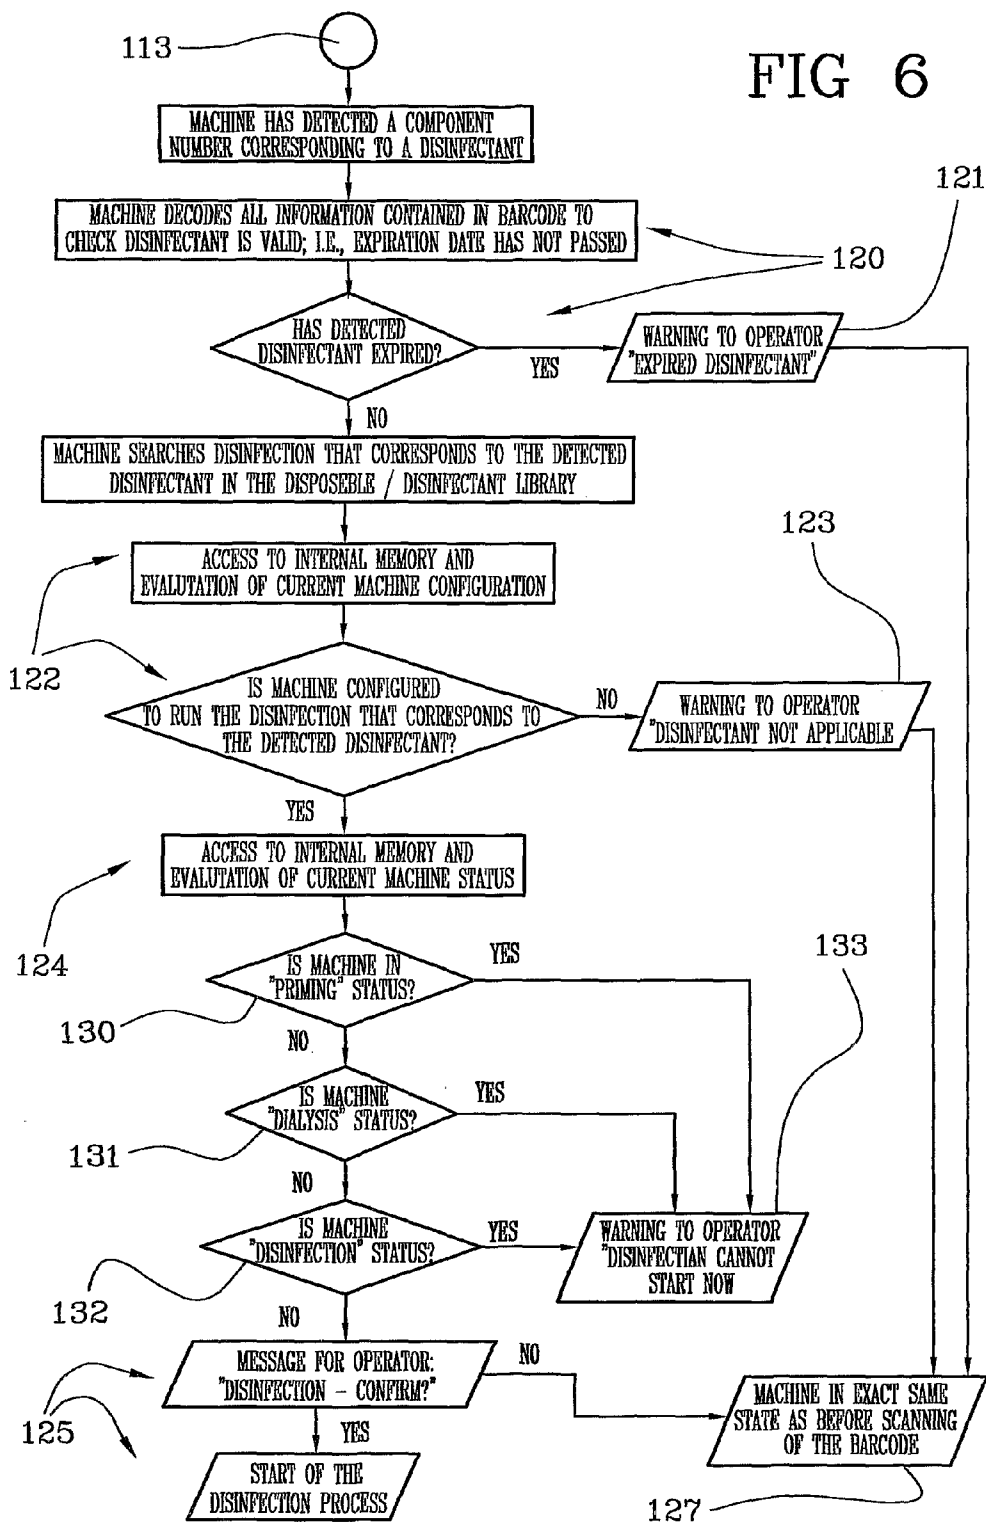 113
FIG 6
MACHINE HAS DETECTED A COMPONENT
NUMBER CORRESPONDING TO A DISINFECTANT
121
MACHINE DECODES ALL INFORMATION CONTAINED IN BARCODE TO
CHECK DISINFECTANT IS VALID; I.E., EXPIRATION DATE HAS NOT PASSED
120
HAS DETECTED
DISINFECTANT EXPIRED?
YES
WARNING TO OPERATOR
"EXPIRED DISINFECTANT"
NO
MACHINE SEARCHES DISINFECTION THAT CORRESPONDS TO THE DETECTED
DISINFECTANT IN THE DISPOSEBLE / DISINFECTANT LIBRARY
123
ACCESS TO INTERNAL MEMORY AND
EVALUTATION OF CURRENT MACHINE CONFIGURATION
122
IS MACHINE CONFIGURED
TO RUN THE DISINFECTION THAT CORRESPONDS TO
THE DETECTED DISINFECTANT?
NO
WARNING TO OPERATOR
"DISINFECTANT NOT APPLICABLE
YES
ACCESS TO INTERNAL MEMORY AND
EVALUTATION OF CURRENT MACHINE STATUS
124
IS MACHINE IN
"PRIMING" STATUS?
YES
133
130
NO
IS MACHINE
"DIALYSIS" STATUS?
YES
131
NO
IS MACHINE
"DISINFECTION" STATUS?
YES
WARNING TO OPERATOR
"DISINFECTIAN CANNOT
START NOW
132
NO
MESSAGE FOR OPERATOR:
"DISINFECTION - CONFIRM?"
NO
125
YES
MACHINE IN EXACT SAME
STATE AS BEFORE SCANNING
OF THE BARCODE
START OF THE
DISINFECTION PROCESS
127